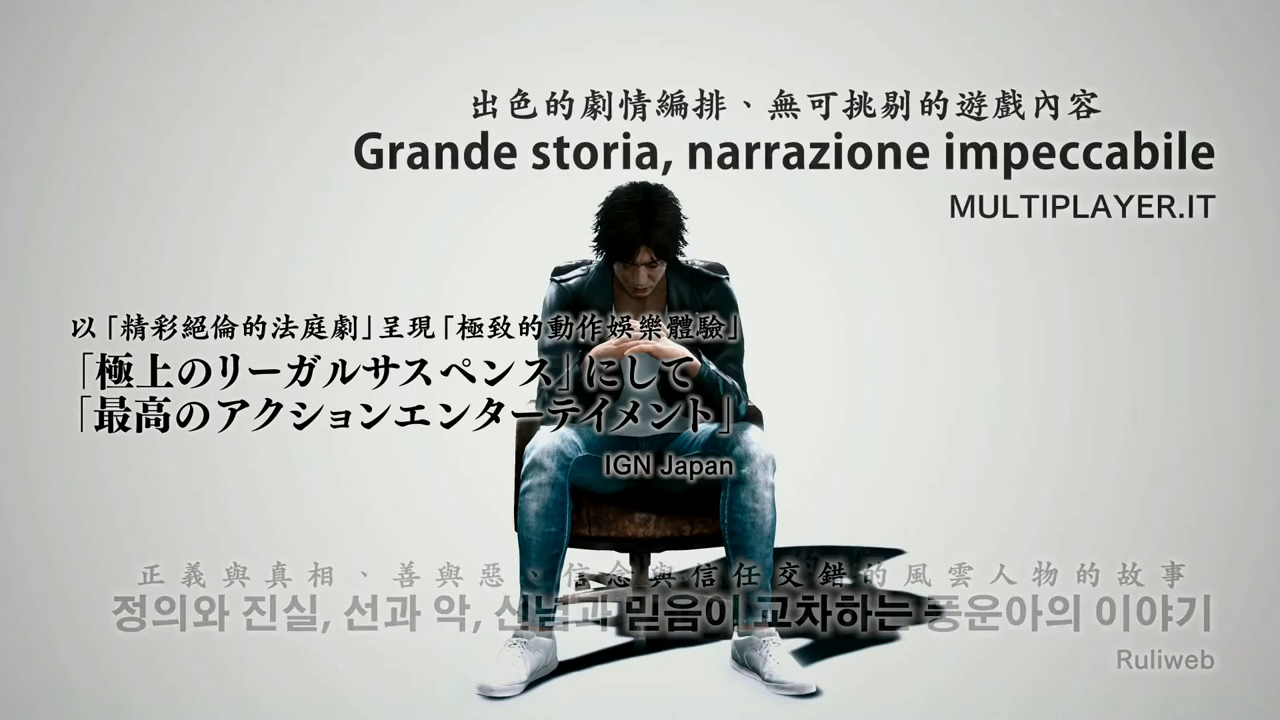 出色的劇情編排、無可挑剔的遊戲內容
Grande storia, narrazione impeccabile
MULTIPLAYER.IT
以「精彩絕倫的法庭劇」呈現「極致的動作娛樂體驗」
「極上のリーガルサスペンス」にして
「最高のアクションエンターテイメント」
IGN Japan
正義與真相、善與惡、信念與信任交錯的風雲人物的故事
정의와 진실, 선과 악, 신념과 믿음이 교차하는 풍운아의 이야기
Ruliweb